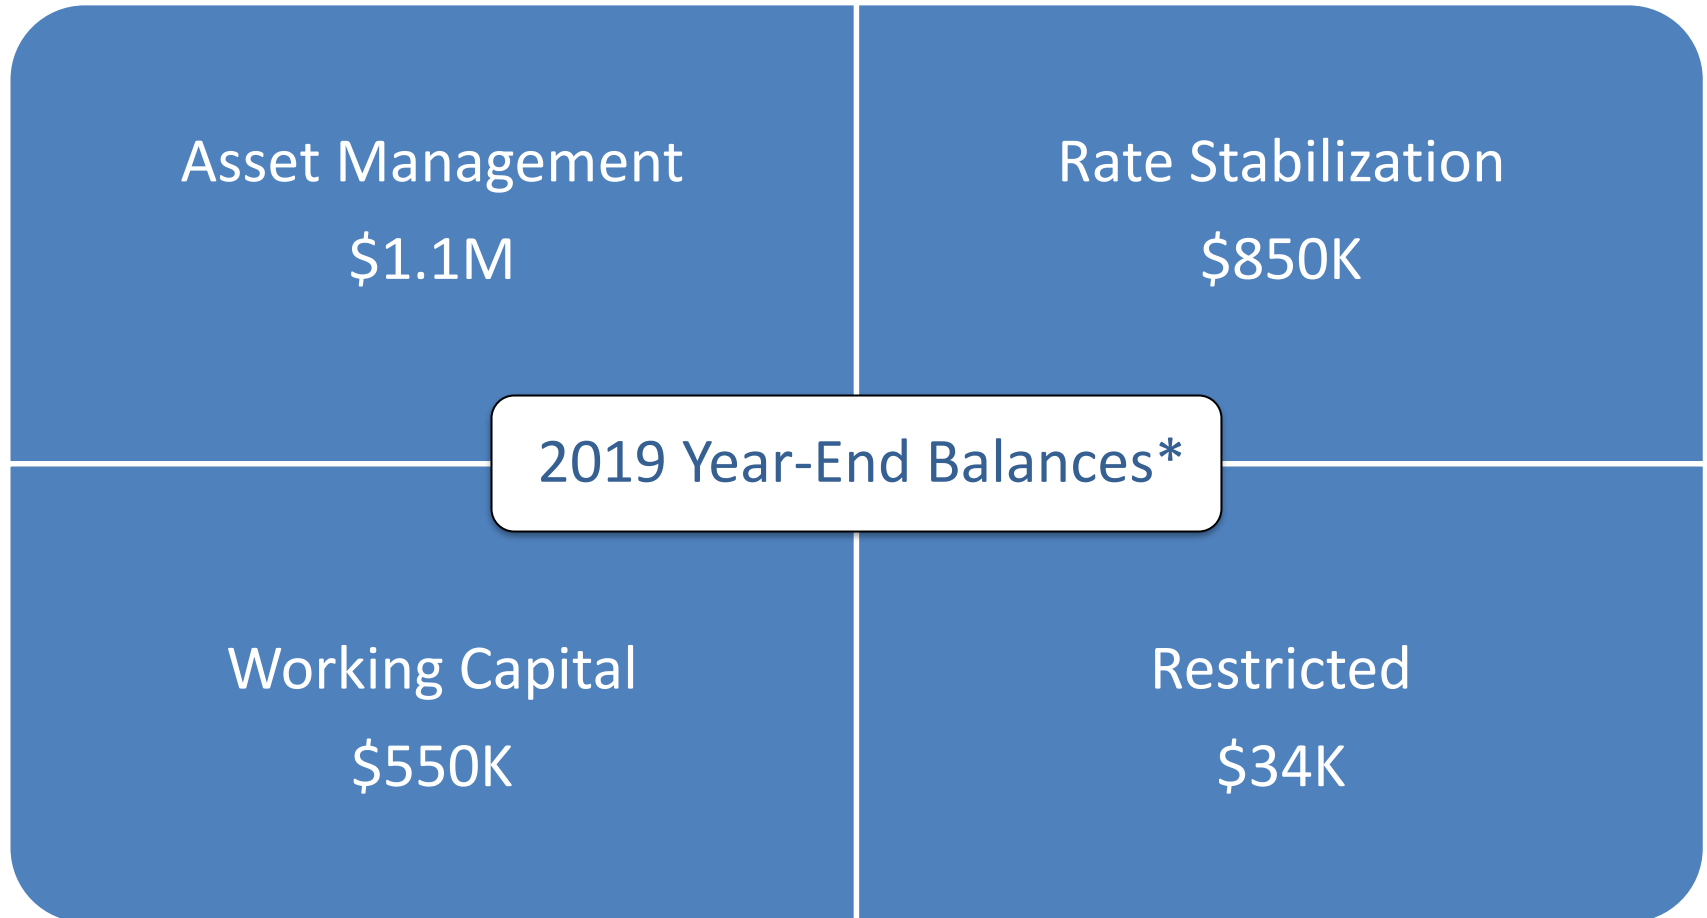 Asset Management
$1.1M
Rate Stabilization
$850K
2019 Year-End Balances*
Working Capital
$550K
Restricted
$34K